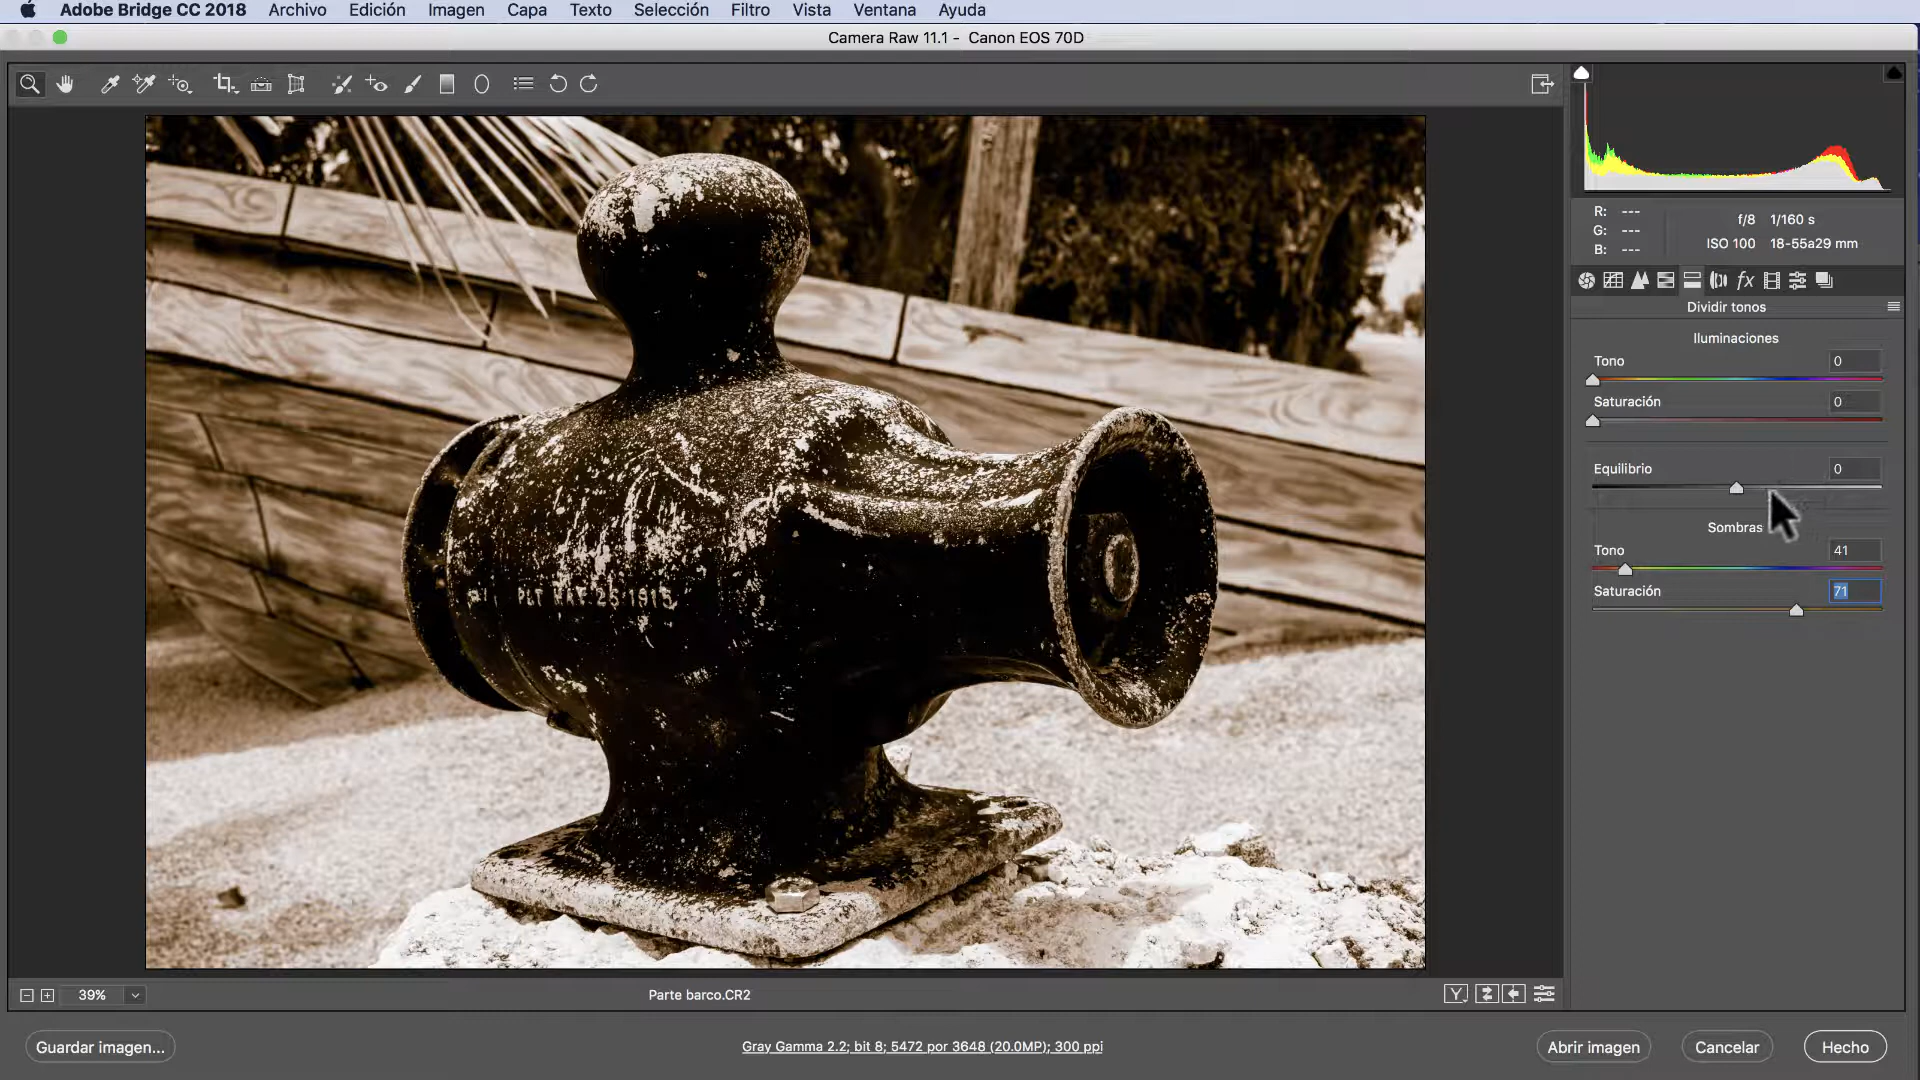 Adobe Bridge CC 2018 Archivo Edición Imagen Capa Texto Selección Filtro Vista Ventana Ayuda
Camera Raw 11.1 - Canon EOS 70D
R: ---
G: ---
B: ---
f/8 1/160 s
ISO 100 18-55a29 mm
fx
Dividir tonos
Iluminaciones
Tono 0
Saturación 0
Equilibrio 0
Sombras
Tono 41
Saturación 71
39%
Parte barco.CR2
Y
Guardar imagen...
Gray Gamma 2.2; bit 8; 5472 por 3648 (20.0MP); 300 ppi
Abrir imagen
Cancelar
Hecho